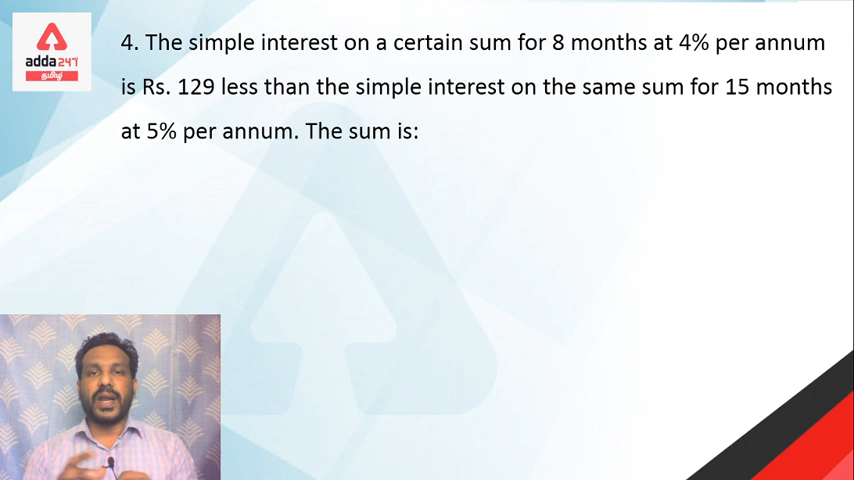 adda247
தமிழ்
4. The simple interest on a certain sum for 8 months at 4% per annum
is Rs. 129 less than the simple interest on the same sum for 15 months
at 5% per annum. The sum is: